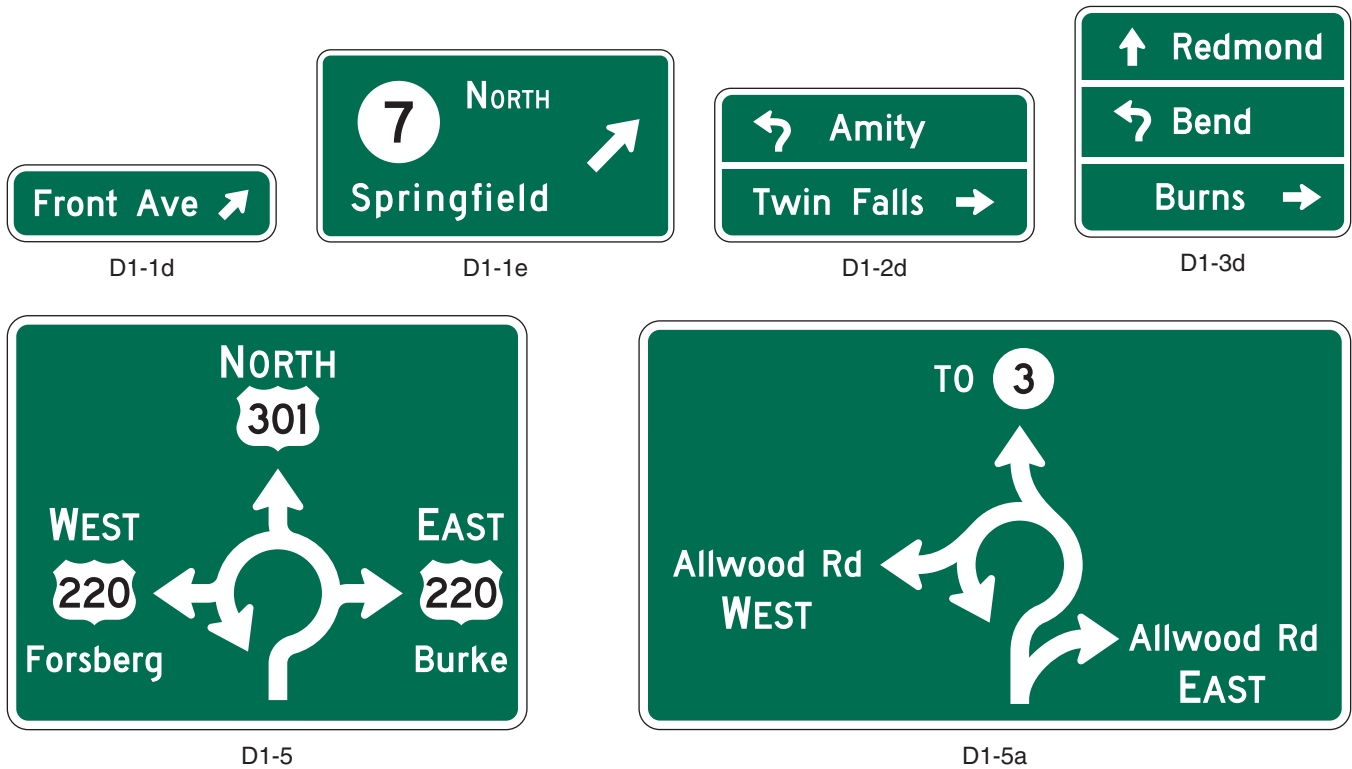 Front Ave
D1-1d
7 NORTH
Springfield
D1-1e
Amity
Twin Falls
D1-2d
Redmond
Bend
Burns
D1-3d
NORTH
301
WEST
220
Forsberg
EAST
220
Burke
D1-5
TO 3
Allwood Rd
WEST
Allwood Rd
EAST
D1-5a